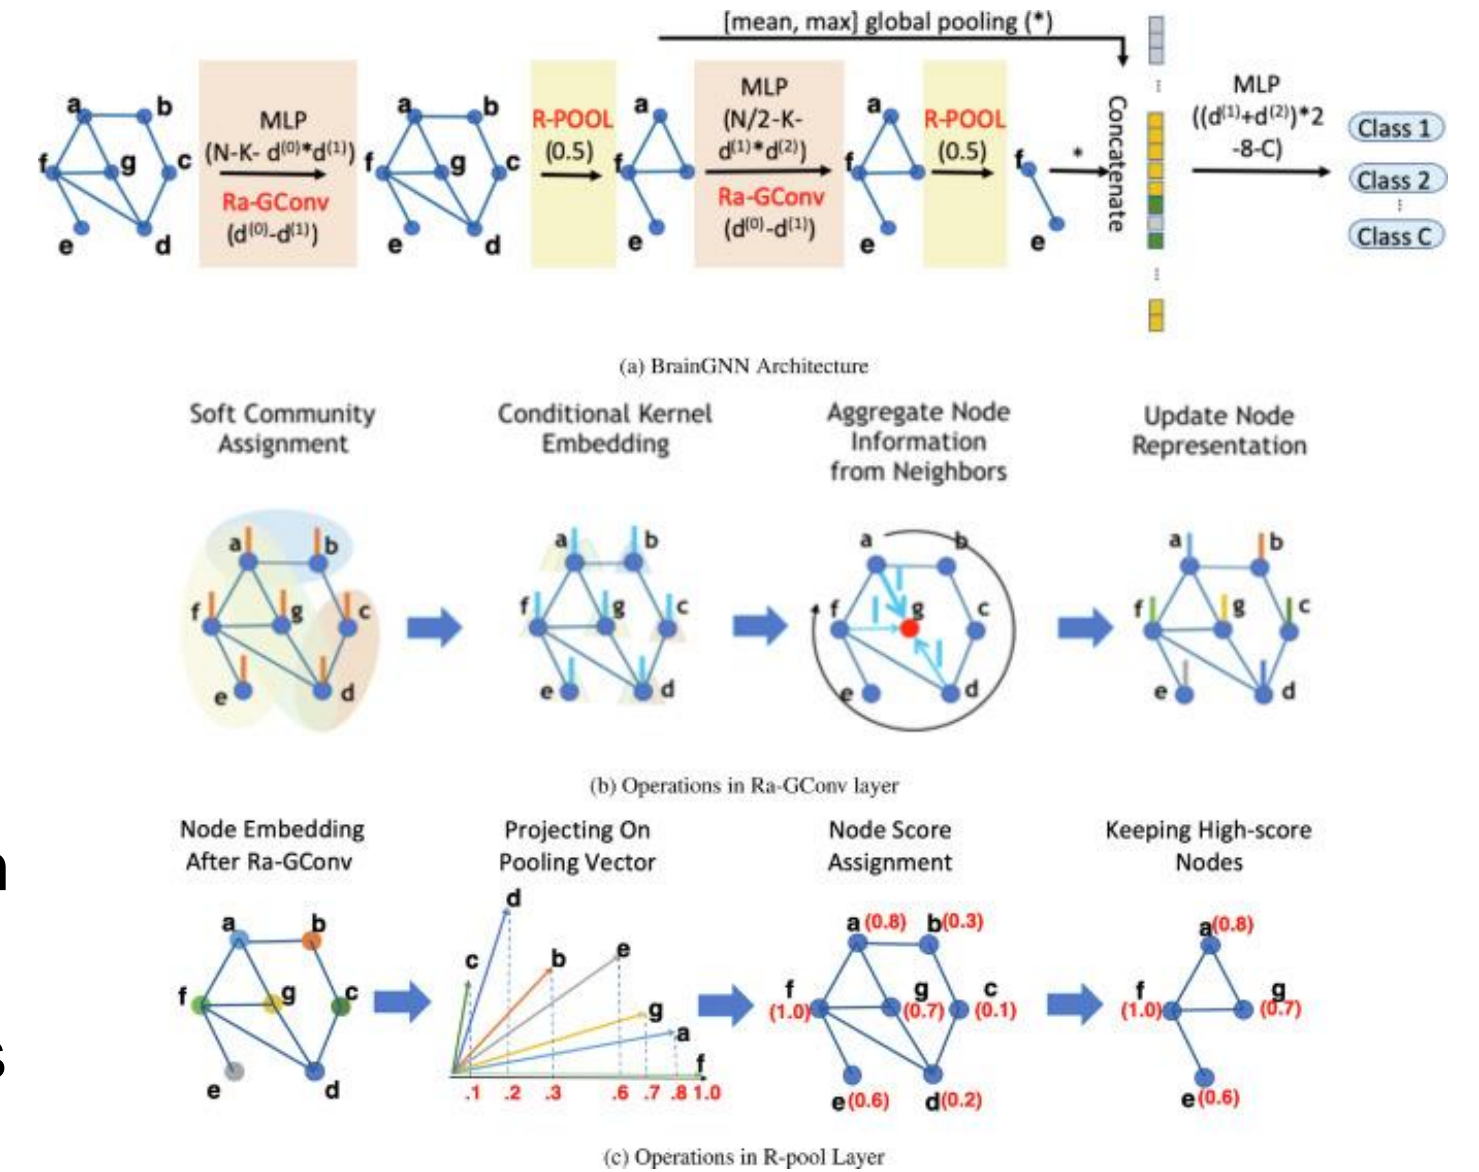 [mean, max] global pooling (*)
a b f g c e d
MLP
(N-K- d(0)*d(1))
Ra-GConv
(d(0)-d(1))
a b f g c e d
R-POOL
(0.5)
a f e
MLP
(N/2-K-
d(1)*d(2))
Ra-GConv
(d(0)-d(1))
a f e
R-POOL
(0.5)
f e
*
Concatenate
MLP
((d(1)+d(2))*2
-8-C)
Class 1
Class 2
Class C
(a) BrainGNN Architecture
Soft Community
Assignment
a b f g c e d
Conditional Kernel
Embedding
a b f g c e d
Aggregate Node
Information
from Neighbors
a b f g c e d
Update Node
Representation
a b f g c e d
(b) Operations in Ra-GConv layer
Node Embedding
After Ra-GConv
a b f g c e d
Projecting On
Pooling Vector
d
c b e
g
a
f
.1 .2 .3 .6 .7 .8 1.0
Node Score
Assignment
a (0.8) b (0.3)
f g c
(1.0) (0.7) (0.1)
e (0.6) d (0.2)
Keeping High-score
Nodes
a (0.8)
f g
(1.0) (0.7)
e (0.6)
(c) Operations in R-pool Layer
n
s